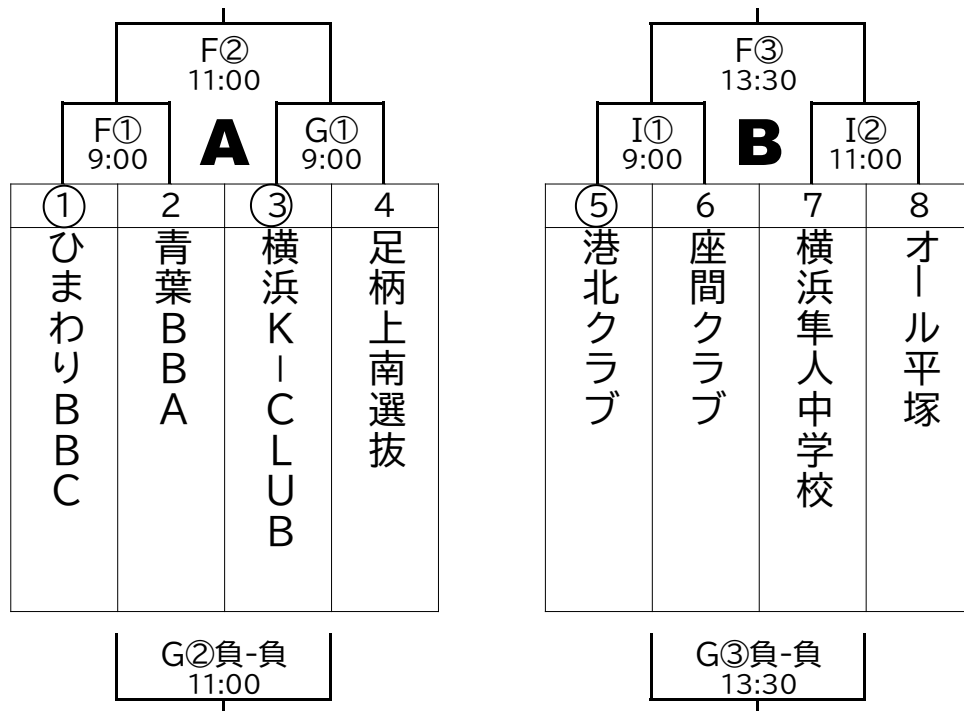 F②
11:00
F①
9:00
A
G①
9:00
①
2
③
4
ひまわりBBC
青葉BBA
横浜K-CLUB
足柄上南選抜
G②負-負
11:00
F③
13:30
I①
9:00
B
I②
11:00
⑤
6
7
8
港北クラブ
座間クラブ
横浜隼人中学校
オール平塚
G③負-負
13:30